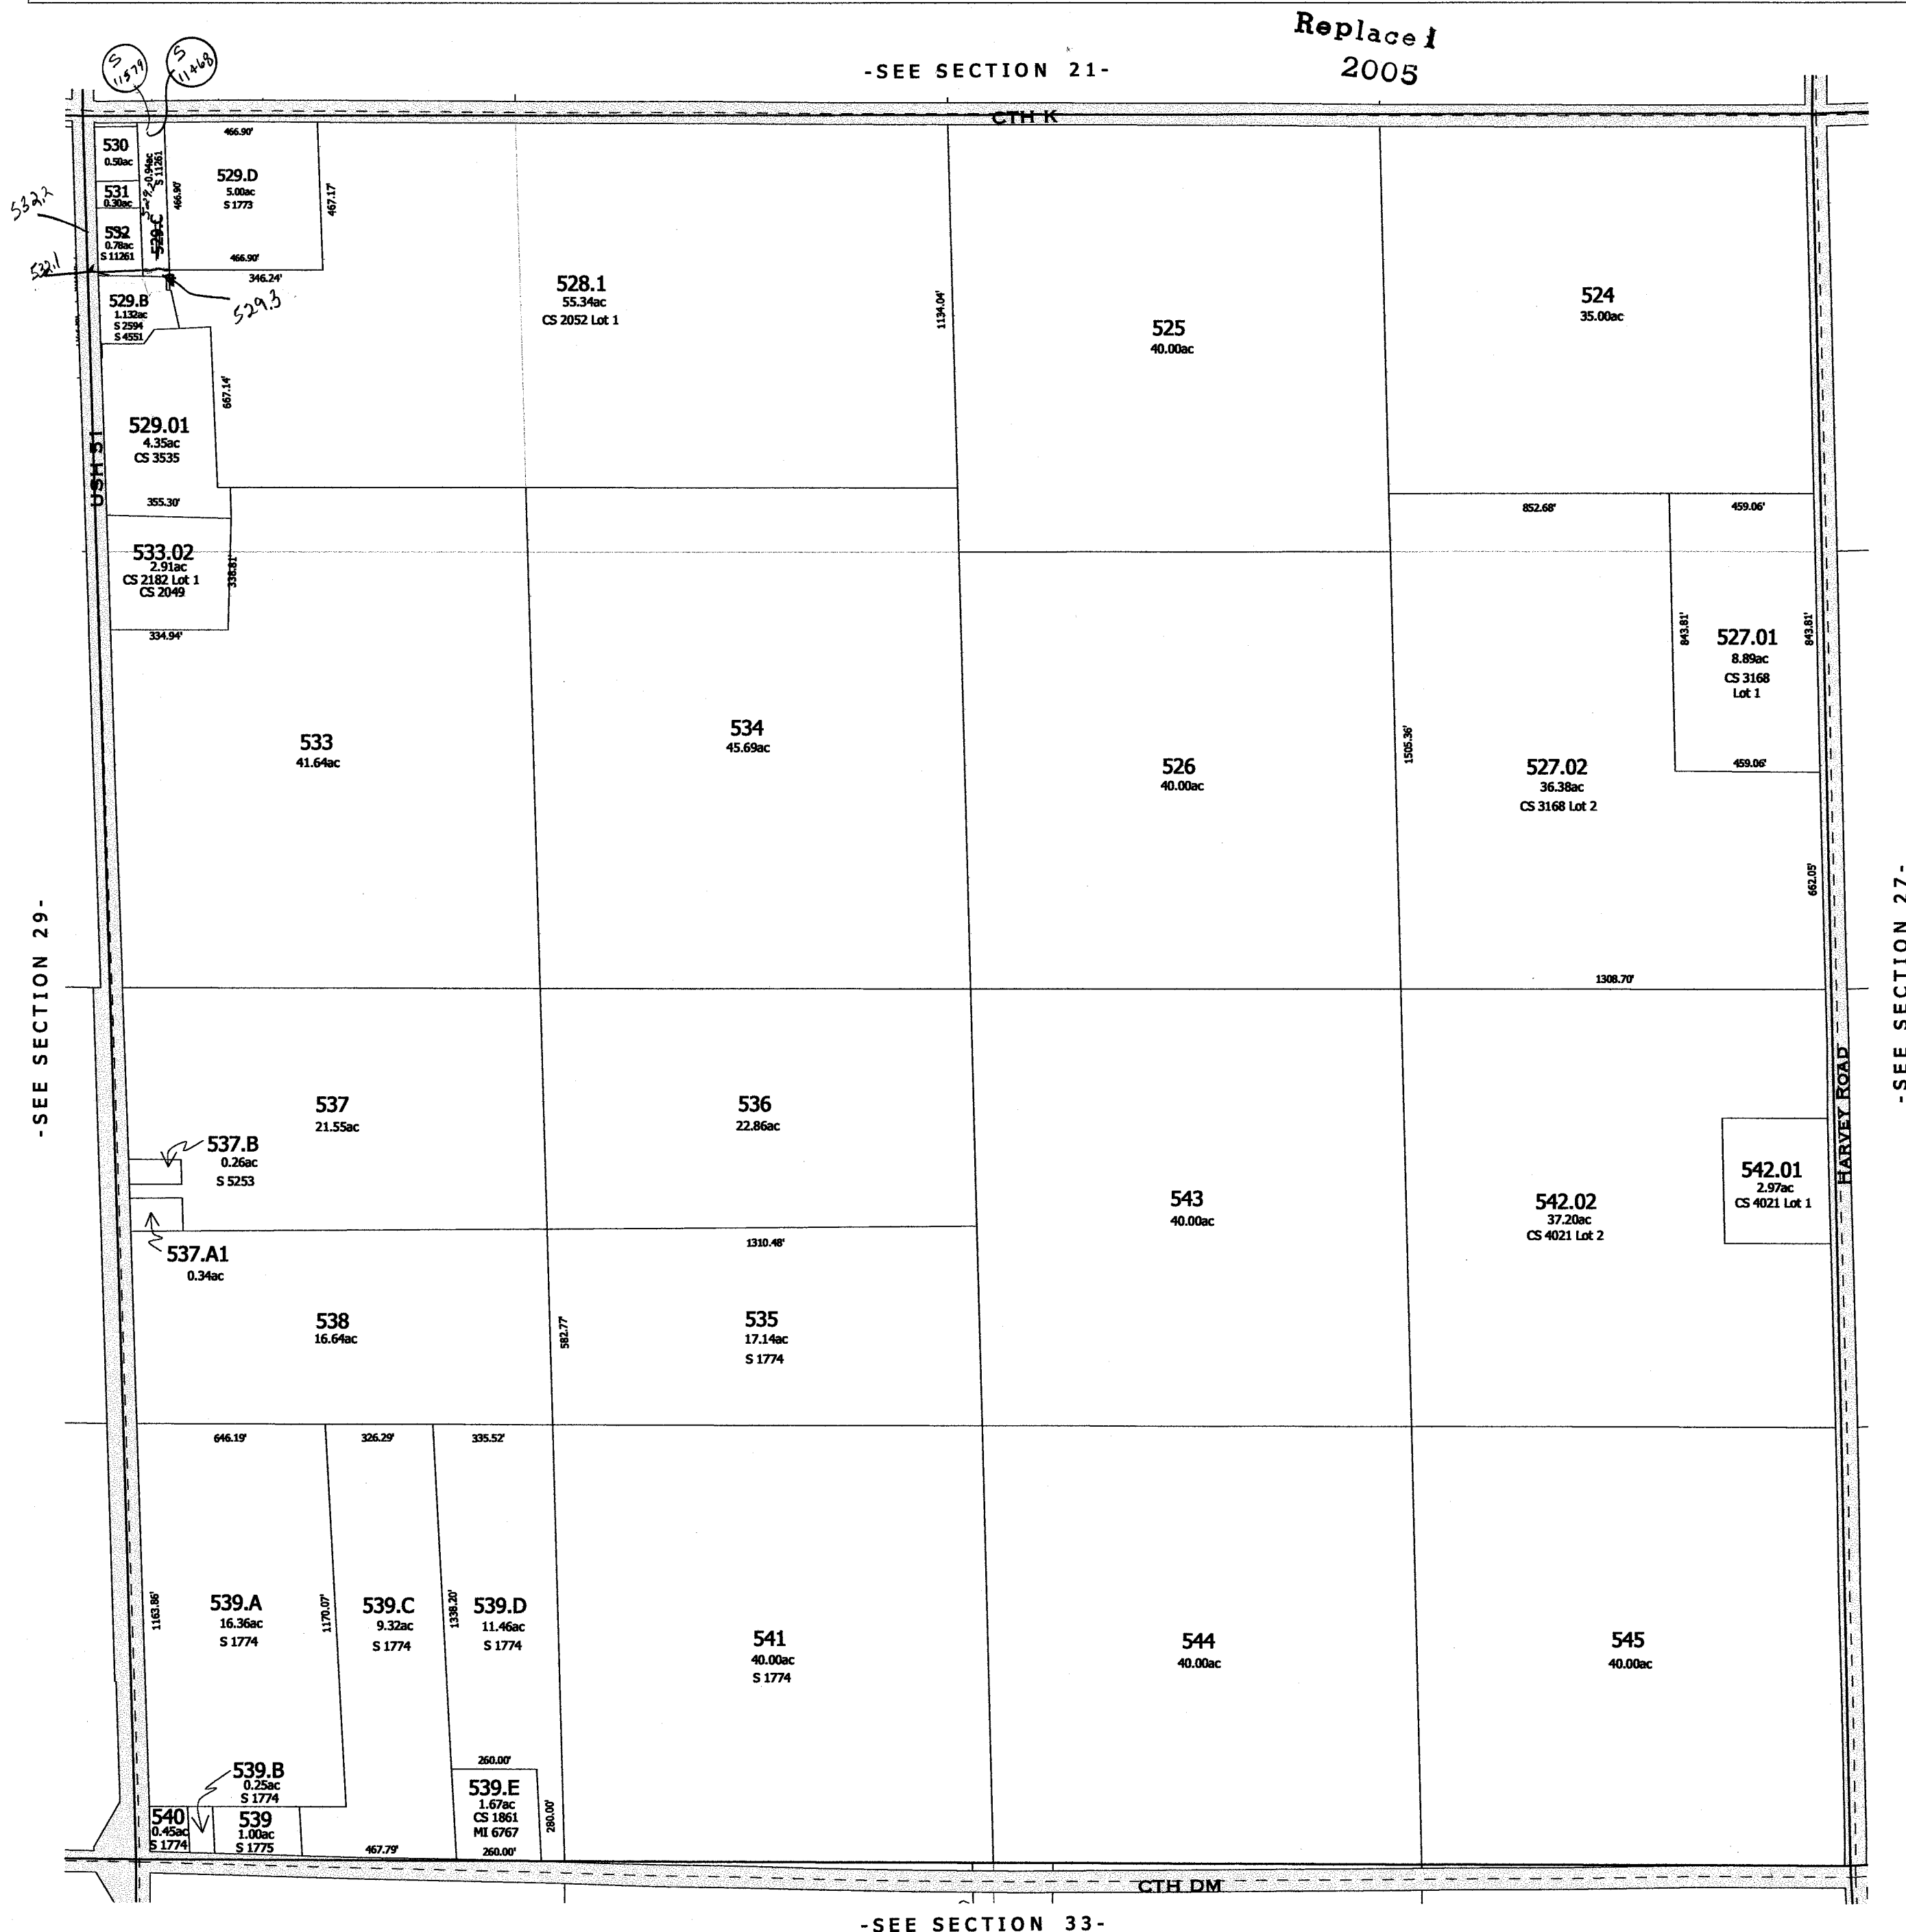 Replace
2005
-SEE SECTION 21-
S
11579
S
11468
CTH K
530
0.50ac
531
0.30ac
532
0.78ac
S 11261
0.94ac
S 11261
529.C
466.90'
466.90'
529.D
5.00ac
S 1773
467.17'
466.90'
346.24'
532.2
532.1
529.3
529.B
1.132ac
S 2594
S 4551
528.1
55.34ac
CS 2052 Lot 1
1134.04'
525
40.00ac
524
35.00ac
667.14'
529.01
4.35ac
CS 3535
355.30'
USH 51
852.68'
459.06'
533.02
2.91ac
CS 2182 Lot 1
CS 2049
338.81'
334.94'
843.81'
527.01
8.89ac
CS 3168
Lot 1
843.81'
459.06'
533
41.64ac
534
45.69ac
526
40.00ac
1505.36'
527.02
36.38ac
CS 3168 Lot 2
662.05'
1308.70'
-SEE SECTION 29-
-SEE SECTION 27-
537
21.55ac
536
22.86ac
537.B
0.26ac
S 5253
537.A1
0.34ac
1310.48'
543
40.00ac
542.02
37.20ac
CS 4021 Lot 2
542.01
2.97ac
CS 4021 Lot 1
HARVEY ROAD
538
16.64ac
582.77'
535
17.14ac
S 1774
646.19'
326.29'
335.52'
1163.86'
539.A
16.36ac
S 1774
1170.07'
539.C
9.32ac
S 1774
1338.20'
539.D
11.46ac
S 1774
541
40.00ac
S 1774
544
40.00ac
545
40.00ac
539.B
0.25ac
S 1774
540
0.45ac
S 1774
539
1.00ac
S 1775
467.79'
260.00'
539.E
1.67ac
CS 1861
MI 6767
260.00'
280.00'
CTH DM
-SEE SECTION 33-